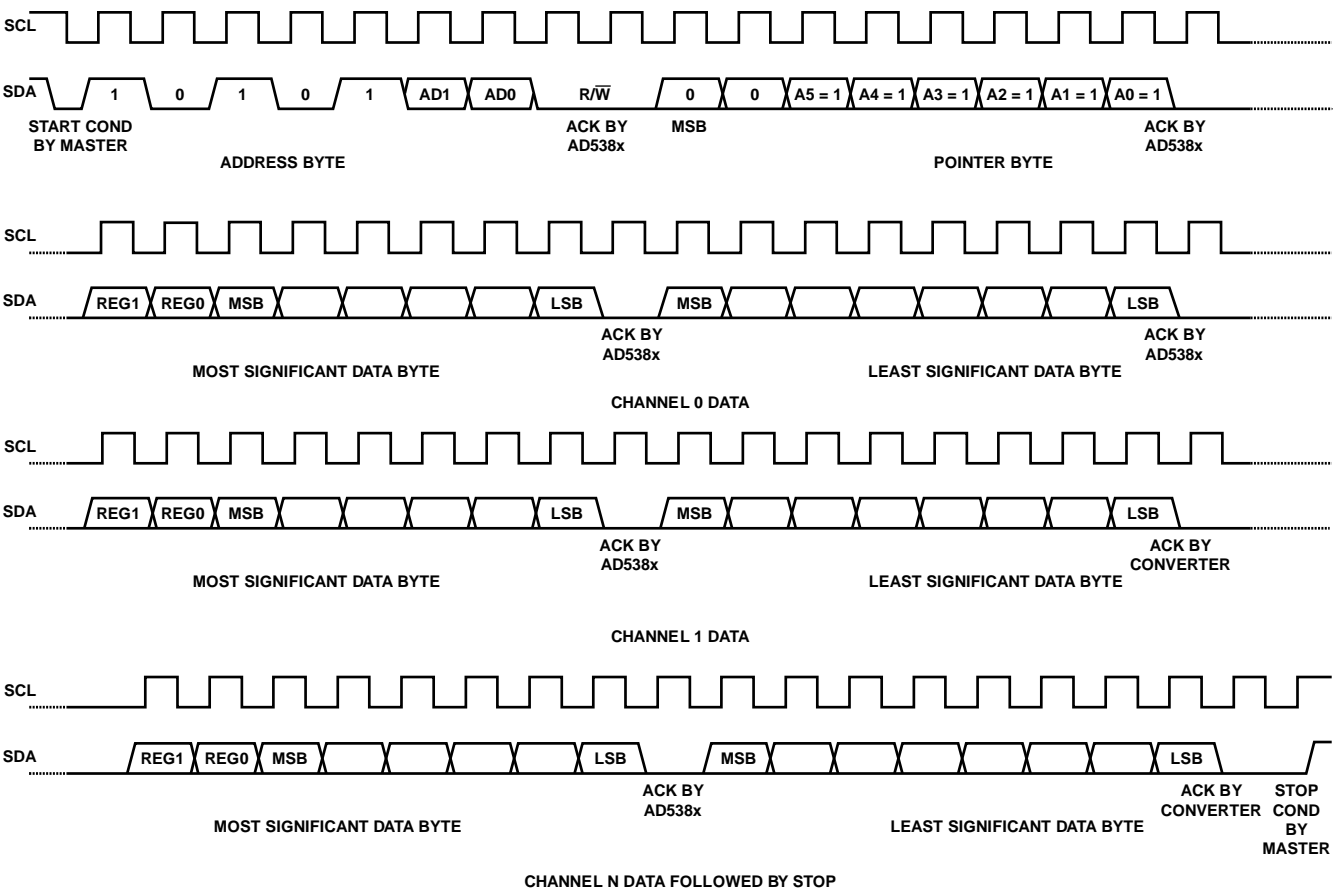 SCL
SDA 1 0 1 0 1 AD1 AD0 R/W̅ 0 0 A5 = 1 A4 = 1 A3 = 1 A2 = 1 A1 = 1 A0 = 1
START COND BY MASTER
ACK BY AD538x
MSB
ACK BY AD538x
ADDRESS BYTE
POINTER BYTE
SCL
SDA REG1 REG0 MSB LSB MSB LSB
ACK BY AD538x
ACK BY AD538x
MOST SIGNIFICANT DATA BYTE
LEAST SIGNIFICANT DATA BYTE
CHANNEL 0 DATA
SCL
SDA REG1 REG0 MSB LSB MSB LSB
ACK BY AD538x
ACK BY CONVERTER
MOST SIGNIFICANT DATA BYTE
LEAST SIGNIFICANT DATA BYTE
CHANNEL 1 DATA
SCL
SDA REG1 REG0 MSB LSB MSB LSB
ACK BY AD538x
ACK BY CONVERTER
STOP COND BY MASTER
MOST SIGNIFICANT DATA BYTE
LEAST SIGNIFICANT DATA BYTE
CHANNEL N DATA FOLLOWED BY STOP